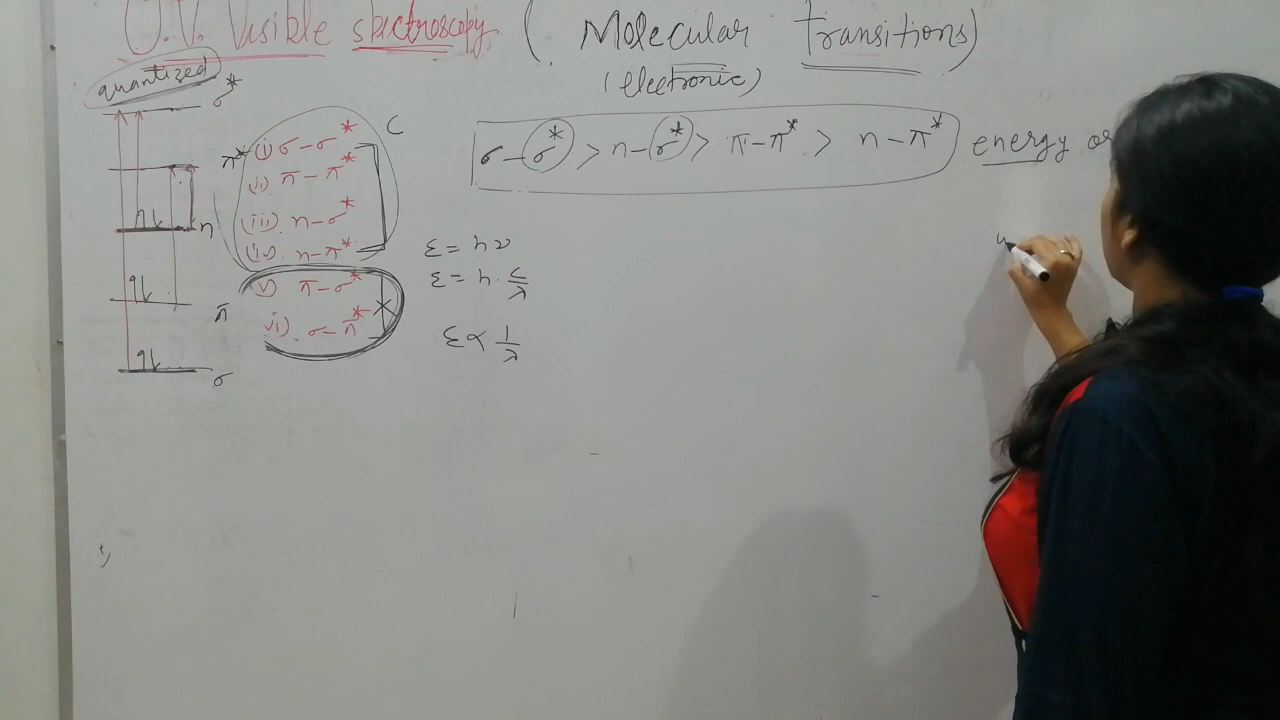 U.V. Visible spectroscopy ( Molecular Transitions)
(electronic)
quantized
σ*
π*
n
π
σ
(i) σ-σ*
(ii) π-π*
(iii) n-σ*
(iv) n-π*
v) π-σ*
vi) σ-π*
C
σ-σ* > n-σ* > π-π* > n-π* energy or
ε = hν
ε = h·c/λ
ε ∝ 1/λ